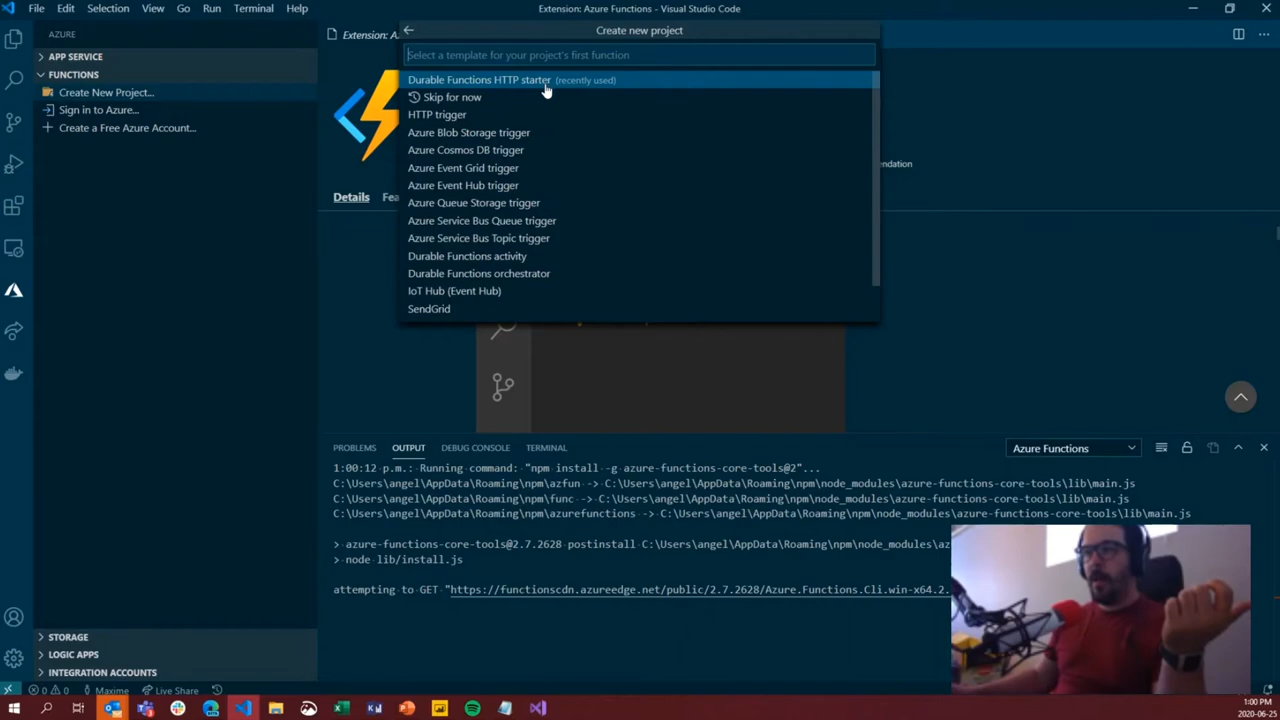 File Edit Selection View Go Run Terminal Help
Extension: Azure Functions - Visual Studio Code
AZURE
APP SERVICE
FUNCTIONS
Create New Project...
Sign in to Azure...
Create a Free Azure Account...
Extension: A
Create new project
Select a template for your project's first function
Durable Functions HTTP starter (recently used)
Skip for now
HTTP trigger
Azure Blob Storage trigger
Azure Cosmos DB trigger
Azure Event Grid trigger
Azure Event Hub trigger
Azure Queue Storage trigger
Azure Service Bus Queue trigger
Azure Service Bus Topic trigger
Durable Functions activity
Durable Functions orchestrator
IoT Hub (Event Hub)
SendGrid
Details Fea
PROBLEMS OUTPUT DEBUG CONSOLE TERMINAL
Azure Functions
1:00:12 p.m.: Running command: "npm install -g azure-functions-core-tools@2"...
C:\Users\angel\AppData\Roaming\npm\azfun -> C:\Users\angel\AppData\Roaming\npm\node_modules\azure-functions-core-tools\lib\main.js
C:\Users\angel\AppData\Roaming\npm\func -> C:\Users\angel\AppData\Roaming\npm\node_modules\azure-functions-core-tools\lib\main.js
C:\Users\angel\AppData\Roaming\npm\azurefunctions -> C:\Users\angel\AppData\Roaming\npm\node_modules\azure-functions-core-tools\lib\main.js
> azure-functions-core-tools@2.7.2628 postinstall C:\Users\angel\AppData\Roaming\npm\node_modules\az
> node lib/install.js
attempting to GET "https://functionscdn.azureedge.net/public/2.7.2628/Azure.Functions.Cli.win-x64.2.
STORAGE
LOGIC APPS
INTEGRATION ACCOUNTS
0 0 Maxime Live Share
1:00 PM
2020-06-25